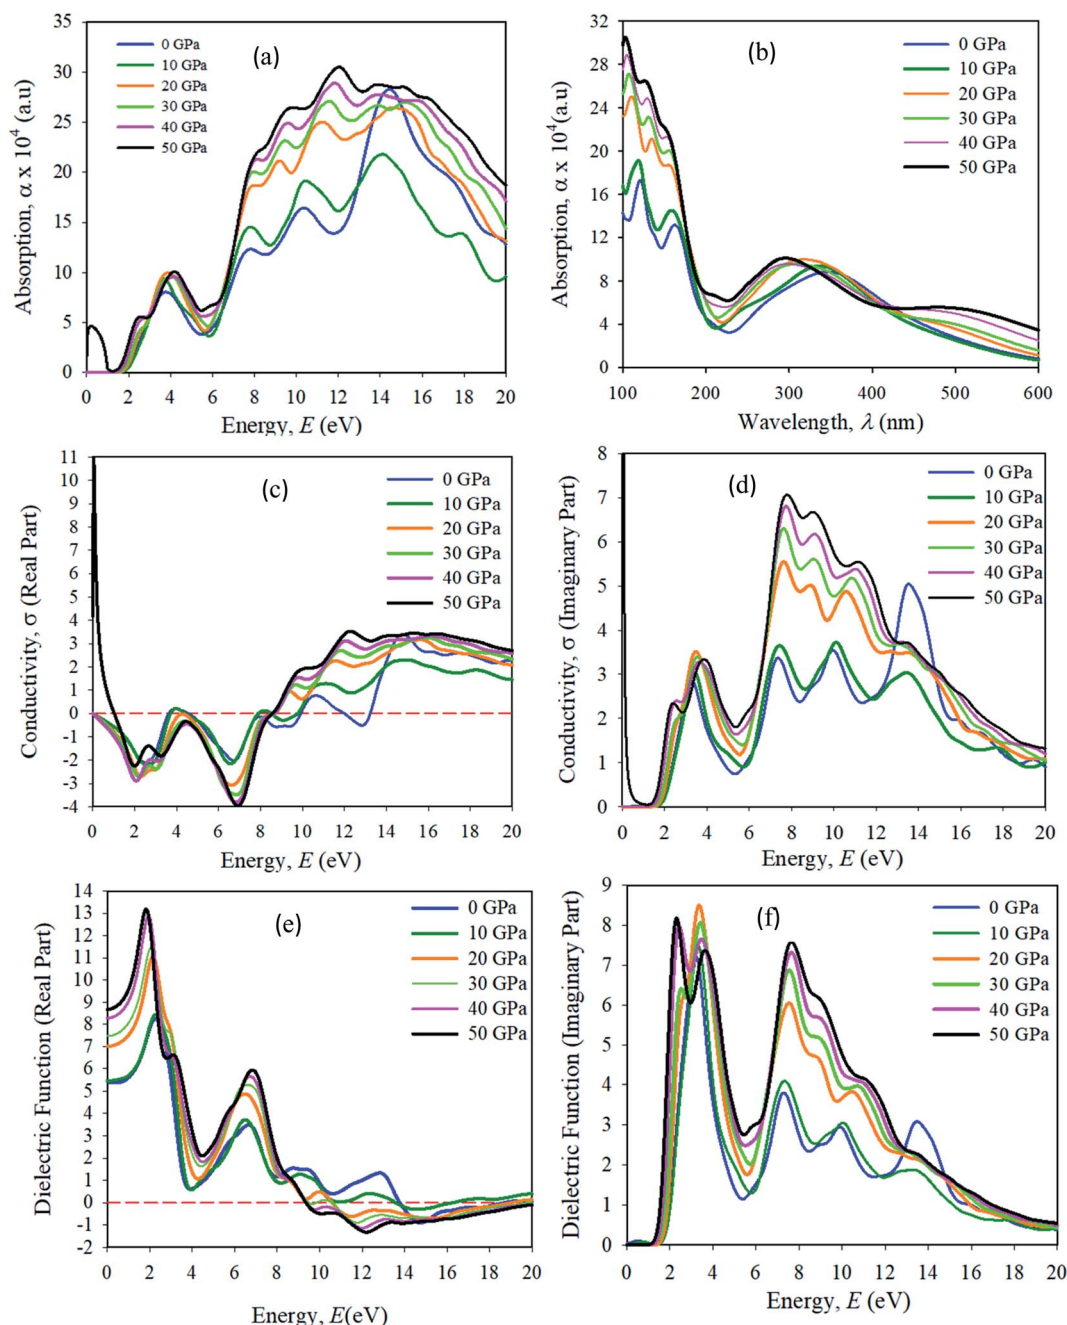 35
30
25
20
15
10
5
0
Absorption, α x 10⁴ (a.u)
(a)
0 GPa
10 GPa
20 GPa
30 GPa
40 GPa
50 GPa
0 2 4 6 8 10 12 14 16 18 20
Energy, E (eV)
32
28
24
20
16
12
8
4
0
Absorption, α x 10⁴(a.u)
(b)
0 GPa
10 GPa
20 GPa
30 GPa
40 GPa
50 GPa
100 200 300 400 500 600
Wavelength, λ (nm)
11
10
9
8
7
6
5
4
3
2
1
0
-1
-2
-3
-4
Conductivity, σ (Real Part)
(c)
0 GPa
10 GPa
20 GPa
30 GPa
40 GPa
50 GPa
0 2 4 6 8 10 12 14 16 18 20
Energy, E (eV)
8
7
6
5
4
3
2
1
0
Conductivity, σ (Imaginary Part)
(d)
0 GPa
10 GPa
20 GPa
30 GPa
40 GPa
50 GPa
0 2 4 6 8 10 12 14 16 18 20
Energy, E (eV)
14
13
12
11
10
9
8
7
6
5
4
3
2
1
0
-1
-2
Dielectric Function (Real Part)
(e)
0 GPa
10 GPa
20 GPa
30 GPa
40 GPa
50 GPa
0 2 4 6 8 10 12 14 16 18 20
Energy, E(eV)
9
8
7
6
5
4
3
2
1
0
Dielectric Function (Imaginary Part)
(f)
0 GPa
10 GPa
20 GPa
30 GPa
40 GPa
50 GPa
0 2 4 6 8 10 12 14 16 18 20
Energy, E (eV)